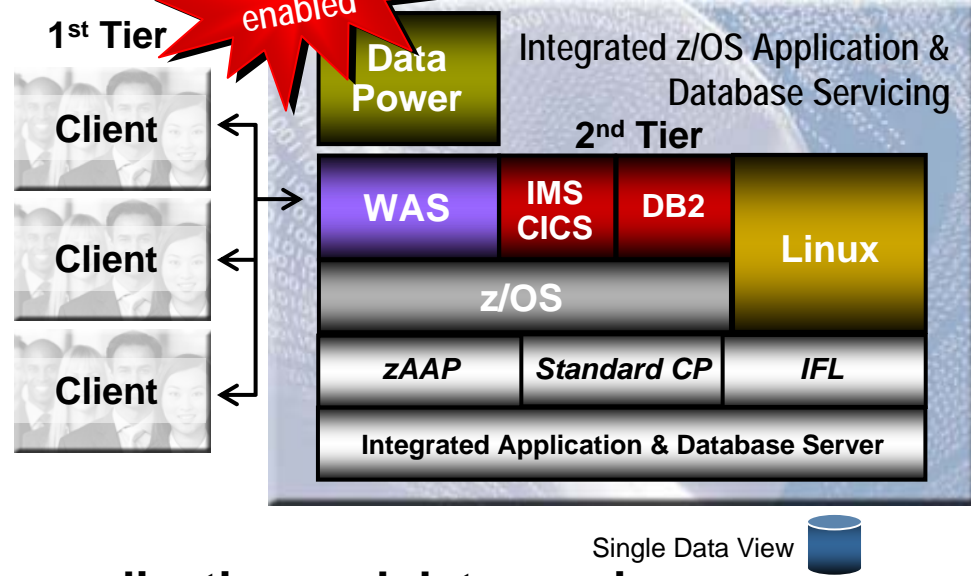 enabled
1st Tier
Integrated z/OS Application &
Database Servicing
Data
Power
2nd Tier
Client
Client
Client
WAS
IMS
CICS
DB2
Linux
z/OS
zAAP
Standard CP
IFL
Integrated Application & Database Server
Single Data View